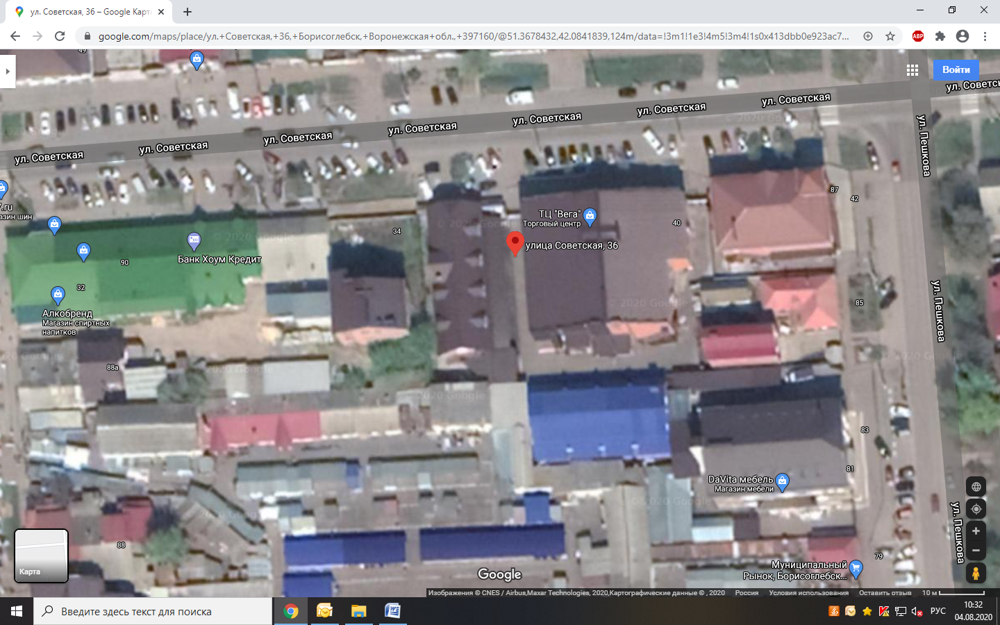 ул. Советская, 36 – Google Карт
google.com/maps/place/ул.+Советская,+36,+Борисоглебск,+Воронежская+обл.,+397160/@51.3678432,42.0841839,124m/data=!3m1!1e3!4m5!3m4!1s0x413dbb0e923ac7...
ABP
49
Войти
ул. Советск
ул. Советская
ул. Советская
ул. Советская
ул. Советская
ул. Советская
ул. Советская
ул. Советская
ул. Пешкова
87
42
.ru
азин шин
ТЦ "Вега"
Торговый центр
40
34
улица Советская, 36
Банк Хоум Кредит
90
32
Алкобренд
Магазин спиртных
напитков
85
ул. Пешкова
88а
83
81
DaVita мебель
Магазин мебели
ул. Пешкова
88
79
Муниципальный
Рынок, Борисоглебск...
Карта
Google
Изображения © CNES / Airbus,Maxar Technologies, 2020,Картографические данные © , 2020
Россия
Условия использования
Оставить отзыв
10 м
Введите здесь текст для поиска
РУС
10:32
04.08.2020